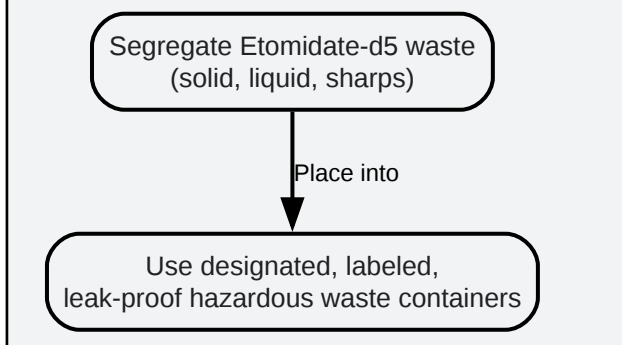 Segregate Etomidate-d5 waste
(solid, liquid, sharps)
Place into
Use designated, labeled,
leak-proof hazardous waste containers